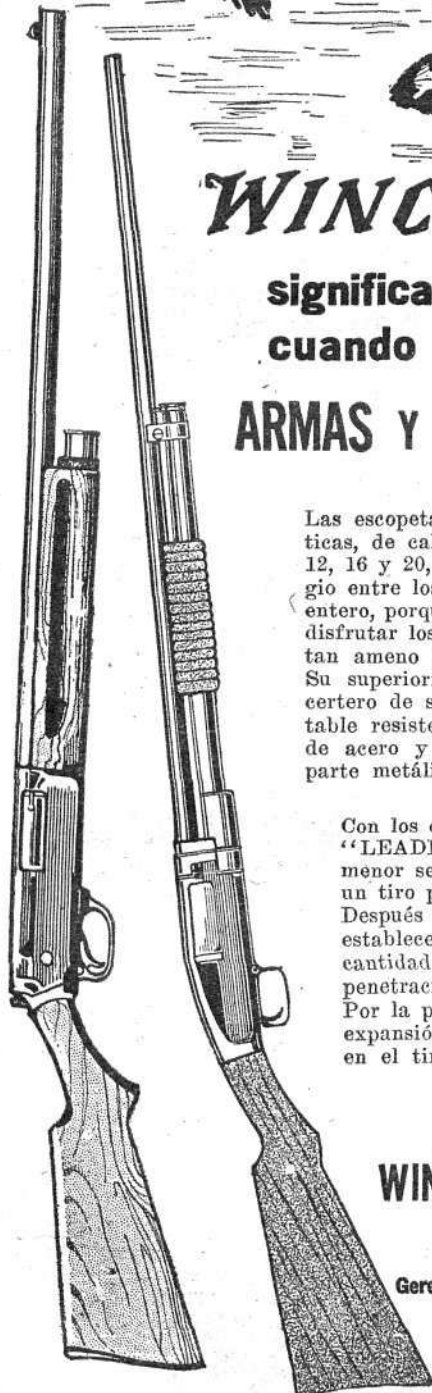 WINC
significa
cuando
ARMAS Y
Las escopeta
ticas, de cal
12, 16 y 20,
gio entre los
entero, porqu
disfrutar los
tan ameno
Su superiori
certero de s
table resiste
de acero y
parte metáli
Con los c
"LEADE
menor se
un tiro p
Después
establece
cantidad
penetraci
Por la p
expansió
en el tir
WIN
Gere